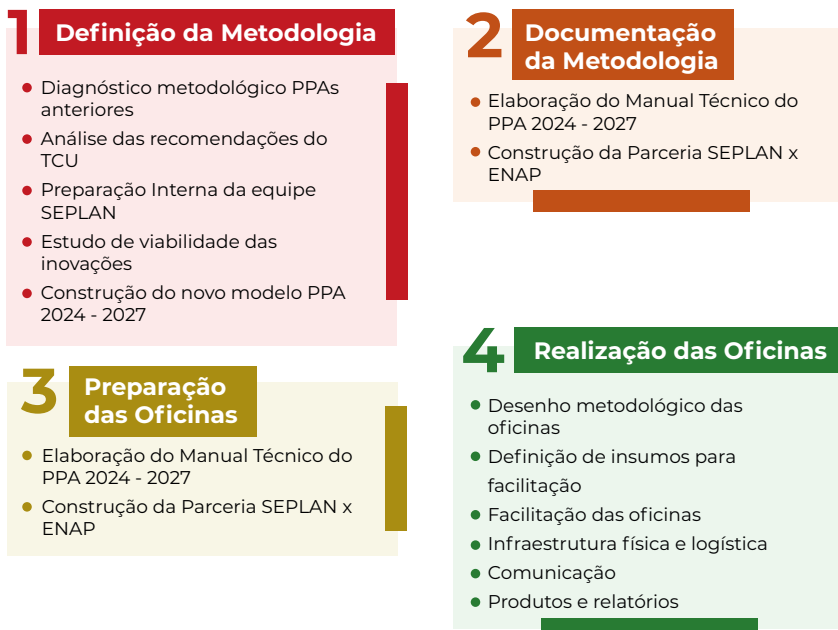 1
Definição da Metodologia
• Diagnóstico metodológico PPAs
anteriores
• Análise das recomendações do
TCU
• Preparação Interna da equipe
SEPLAN
• Estudo de viabilidade das
inovações
• Construção do novo modelo PPA
2024 - 2027
2
Documentação
da Metodologia
• Elaboração do Manual Técnico do
PPA 2024 - 2027
• Construção da Parceria SEPLAN x
ENAP
3
Preparação
das Oficinas
• Elaboração do Manual Técnico do
PPA 2024 - 2027
• Construção da Parceria SEPLAN x
ENAP
4
Realização das Oficinas
• Desenho metodológico das
oficinas
• Definição de insumos para
facilitação
• Facilitação das oficinas
• Infraestrutura física e logística
• Comunicação
• Produtos e relatórios